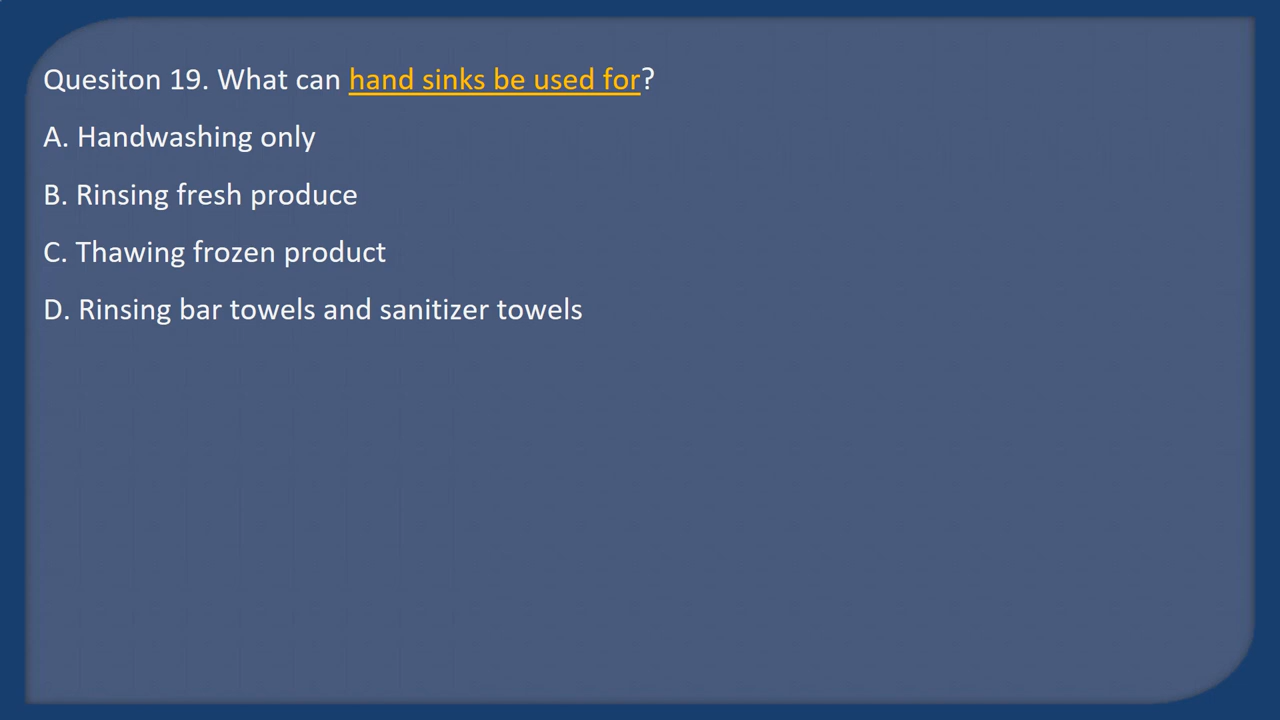 Quesiton 19. What can hand sinks be used for?
A. Handwashing only
B. Rinsing fresh produce
C. Thawing frozen product
D. Rinsing bar towels and sanitizer towels